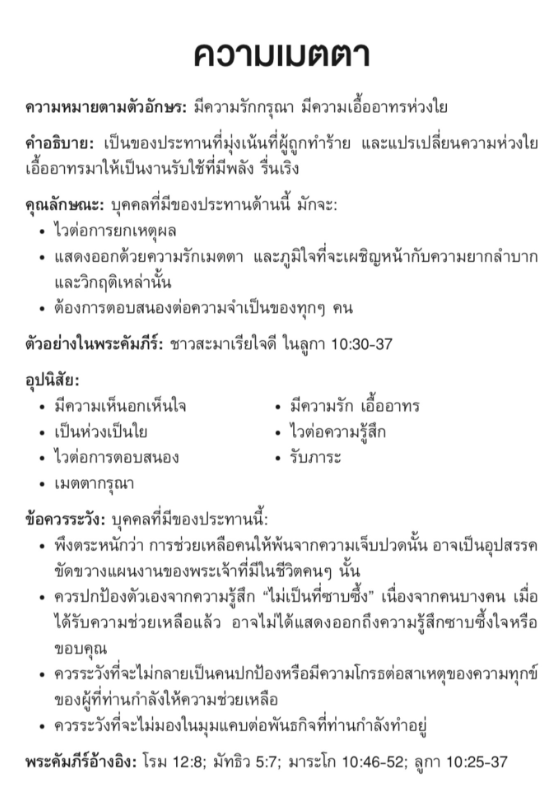 ความเมตตา
ความหมายตามตัวอักษร: มีความรักกรุณา มีความเอื้ออาทรห่วงใย
คำอธิบาย: เป็นของประทานที่มุ่งเน้นที่ผู้ถูกทำร้าย และแปรเปลี่ยนความห่วงใย
เอื้ออาทรมาให้เป็นงานรับใช้ที่มีพลัง รื่นเริง
คุณลักษณะ: บุคคลที่มีของประทานด้านนี้ มักจะ:
• ไวต่อการยกเหตุผล
• แสดงออกด้วยความรักเมตตา และภูมิใจที่จะเผชิญหน้ากับความยากลำบาก
และวิกฤติเหล่านั้น
• ต้องการตอบสนองต่อความจำเป็นของทุกๆ คน
ตัวอย่างในพระคัมภีร์: ชาวสะมาเรียใจดี ในลูกา 10:30-37
อุปนิสัย:
• มีความเห็นอกเห็นใจ
• เป็นห่วงเป็นใย
• ไวต่อการตอบสนอง
• เมตตากรุณา
• มีความรัก เอื้ออาทร
• ไวต่อความรู้สึก
• รับภาระ
ข้อควรระวัง: บุคคลที่มีของประทานนี้:
• พึงตระหนักว่า การช่วยเหลือคนให้พ้นจากความเจ็บปวดนั้น อาจเป็นอุปสรรค
ขัดขวางแผนงานของพระเจ้าที่มีในชีวิตคนๆ นั้น
• ควรปกป้องตัวเองจากความรู้สึก “ไม่เป็นที่ซาบซึ้ง” เนื่องจากคนบางคน เมื่อ
ได้รับความช่วยเหลือแล้ว อาจไม่ได้แสดงออกถึงความรู้สึกซาบซึ้งใจหรือ
ขอบคุณ
• ควรระวังที่จะไม่กลายเป็นคนปกป้องหรือมีความโกรธต่อสาเหตุของความทุกข์
ของผู้ที่ท่านกำลังให้ความช่วยเหลือ
• ควรระวังที่จะไม่มองในมุมแคบต่อพันธกิจที่ท่านกำลังทำอยู่
พระคัมภีร์อ้างอิง: โรม 12:8; มัทธิว 5:7; มาระโก 10:46-52; ลูกา 10:25-37